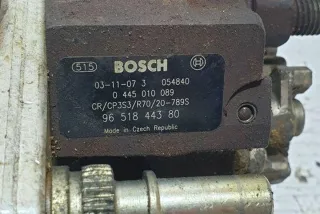 515 BOSCH
03-11-07 3 054840
0 445 010 089
CR/CP3S3/R70/20-789S
96 518 443 80
Made in Czech Republic